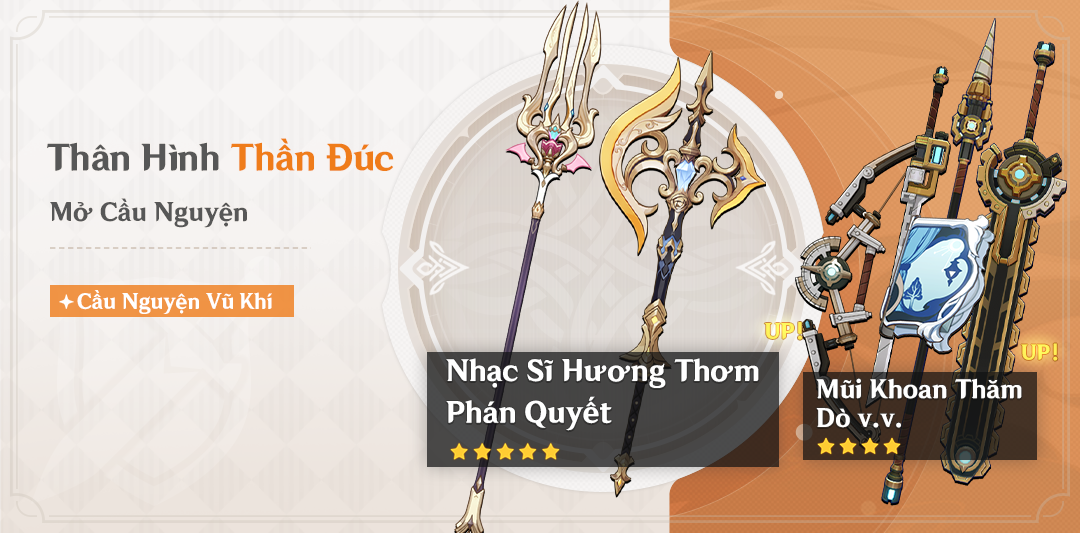 Thân Hình Thần Đúc
Mở Cầu Nguyện
Cầu Nguyện Vũ Khí
Nhạc Sĩ Hương Thơm
Phán Quyết
UP!
UP!
Mũi Khoan Thăm
Dò v.v.